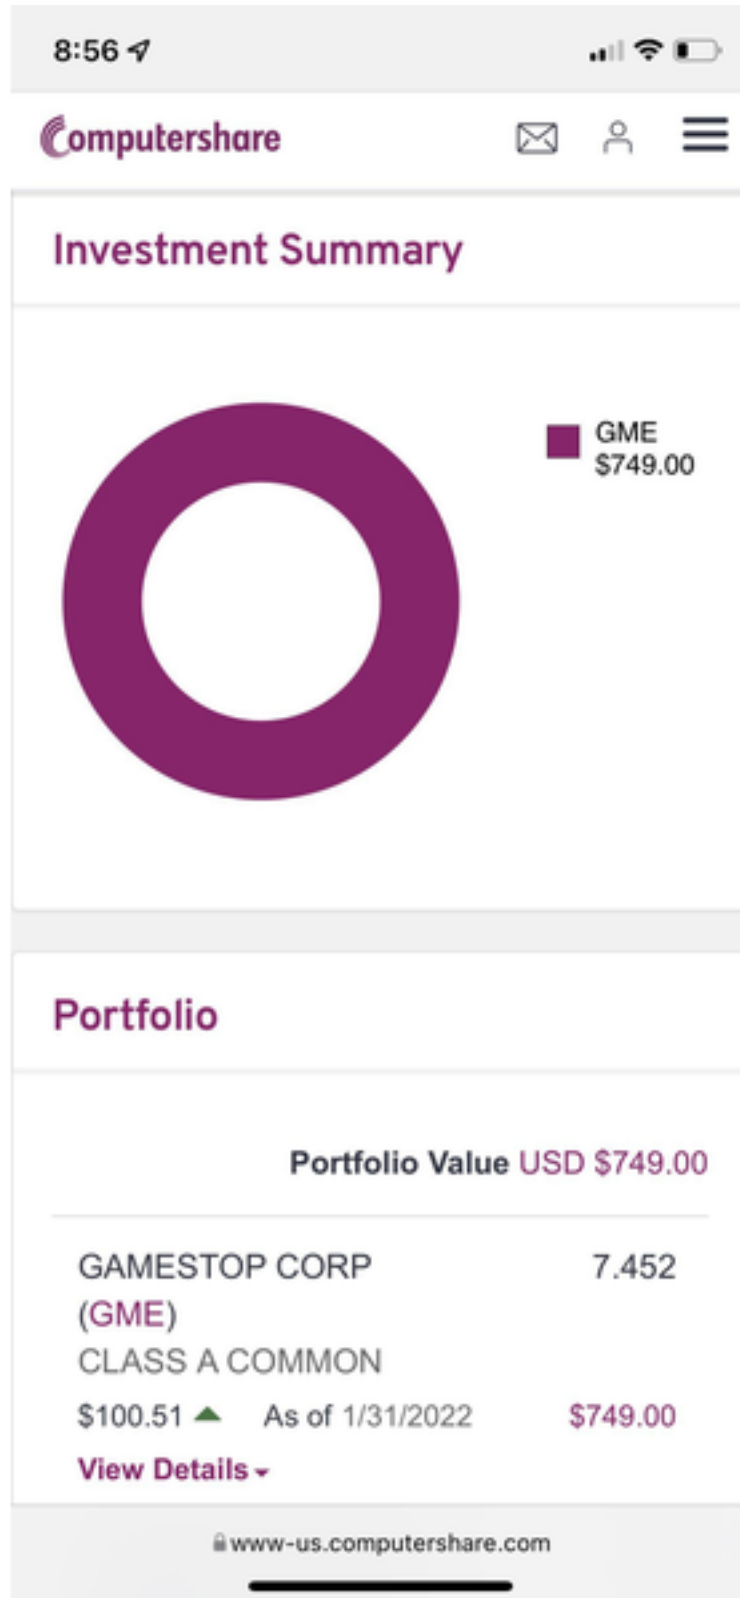 8:56
Computershare
Investment Summary
GME
$749.00
Portfolio
Portfolio Value USD $749.00
GAMESTOP CORP 7.452
(GME)
CLASS A COMMON
$100.51 As of 1/31/2022 $749.00
View Details
www-us.computershare.com